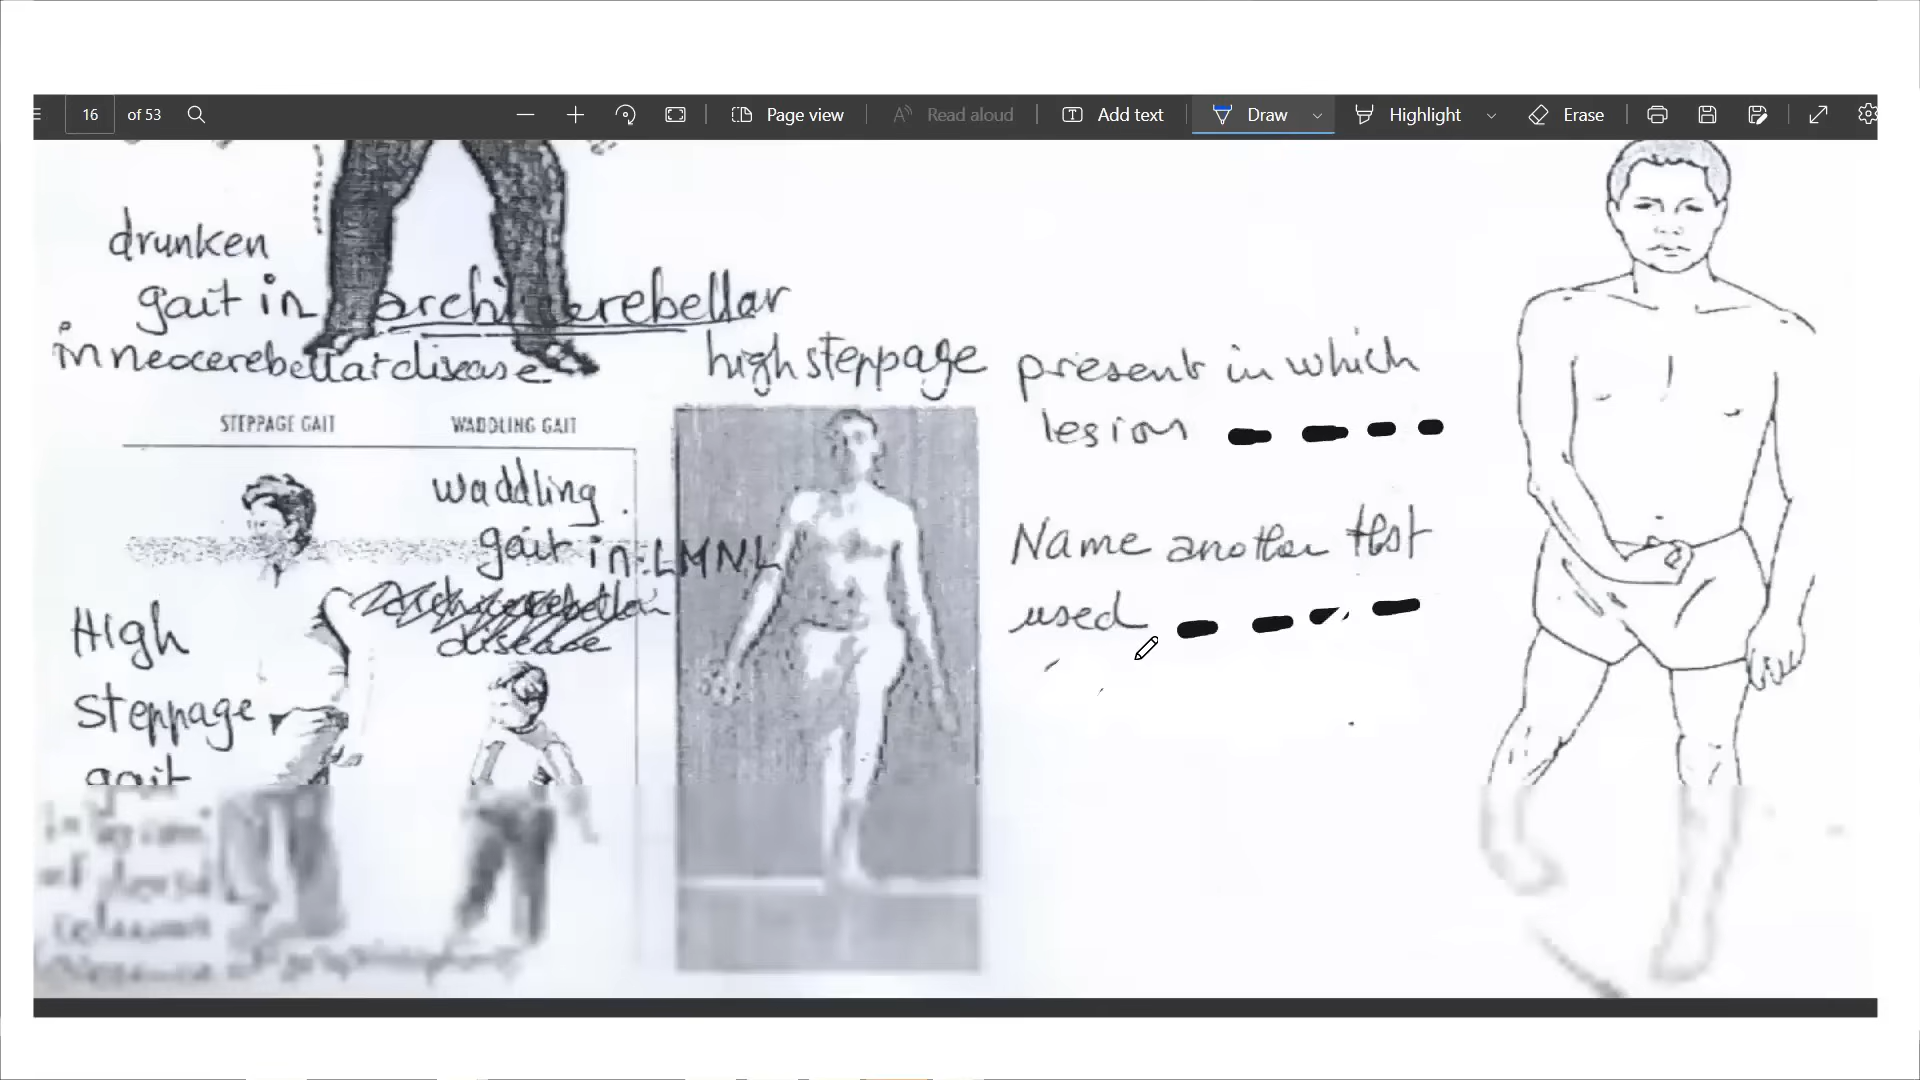 16 of 53 Page view Read aloud Add text Draw Highlight Erase
drunken
gait in archicerebellar
in neocerebellar disease
high steppage
present in which
lesion
STEPPAGE GAIT WADDLING GAIT
waddling
gait in LMNL
disease
Name another test
used
High
steppage
gait